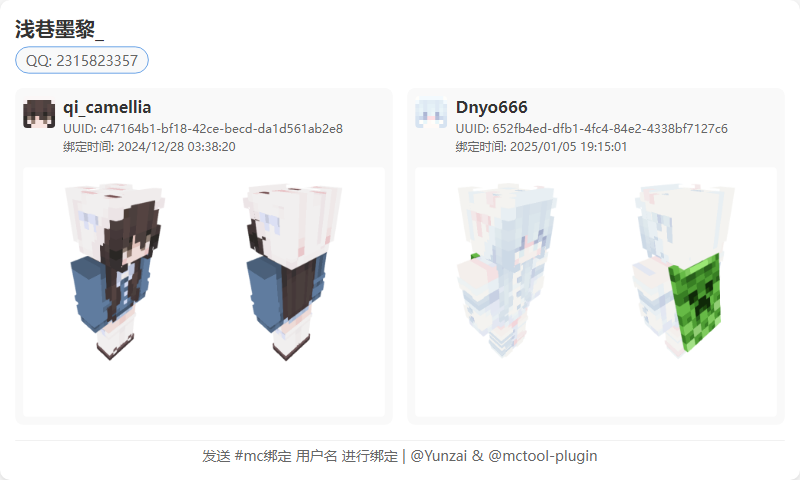 浅巷墨黎_
QQ: 2315823357
qi_camellia
UUID: c47164b1-bf18-42ce-becd-da1d561ab2e8
绑定时间: 2024/12/28 03:38:20
Dnyo666
UUID: 652fb4ed-dfb1-4fc4-84e2-4338bf7127c6
绑定时间: 2025/01/05 19:15:01
发送 #mc绑定 用户名 进行绑定 | @Yunzai & @mctool-plugin